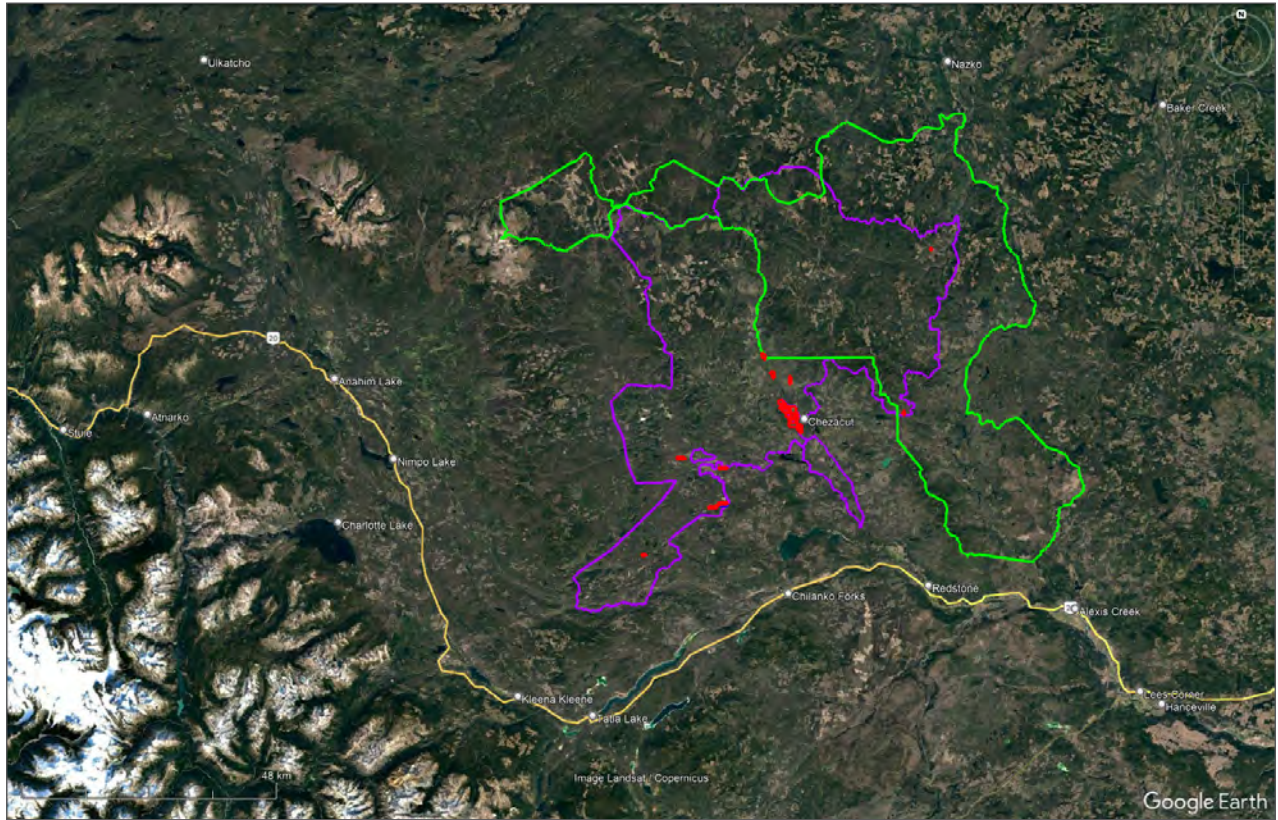 N
Ulkatcho
Nazko
Baker Creek
20
Anahim Lake
Atnarko
Stuie
Chezacut
Nimpo Lake
Charlotte Lake
Chilanko Forks
Redstone
Alexis Creek
Kleena Kleene
Tatla Lake
Lees Corner
Hanceville
48 km
Image Landsat / Copernicus
Google Earth